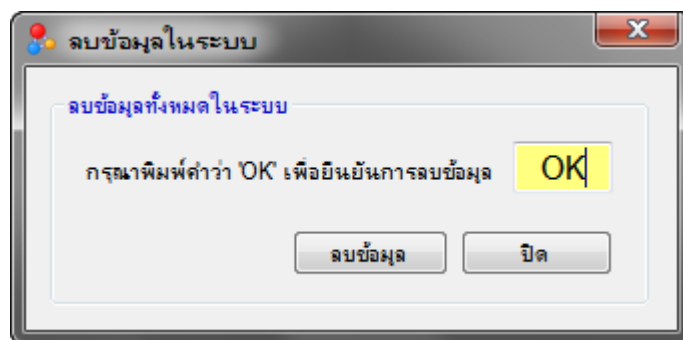 ลบข้อมูลในระบบ
ลบข้อมูลทั้งหมดในระบบ
กรุณาพิมพ์คำว่า 'OK' เพื่อยืนยันการลบข้อมูล OK
ลบข้อมูล ปิด